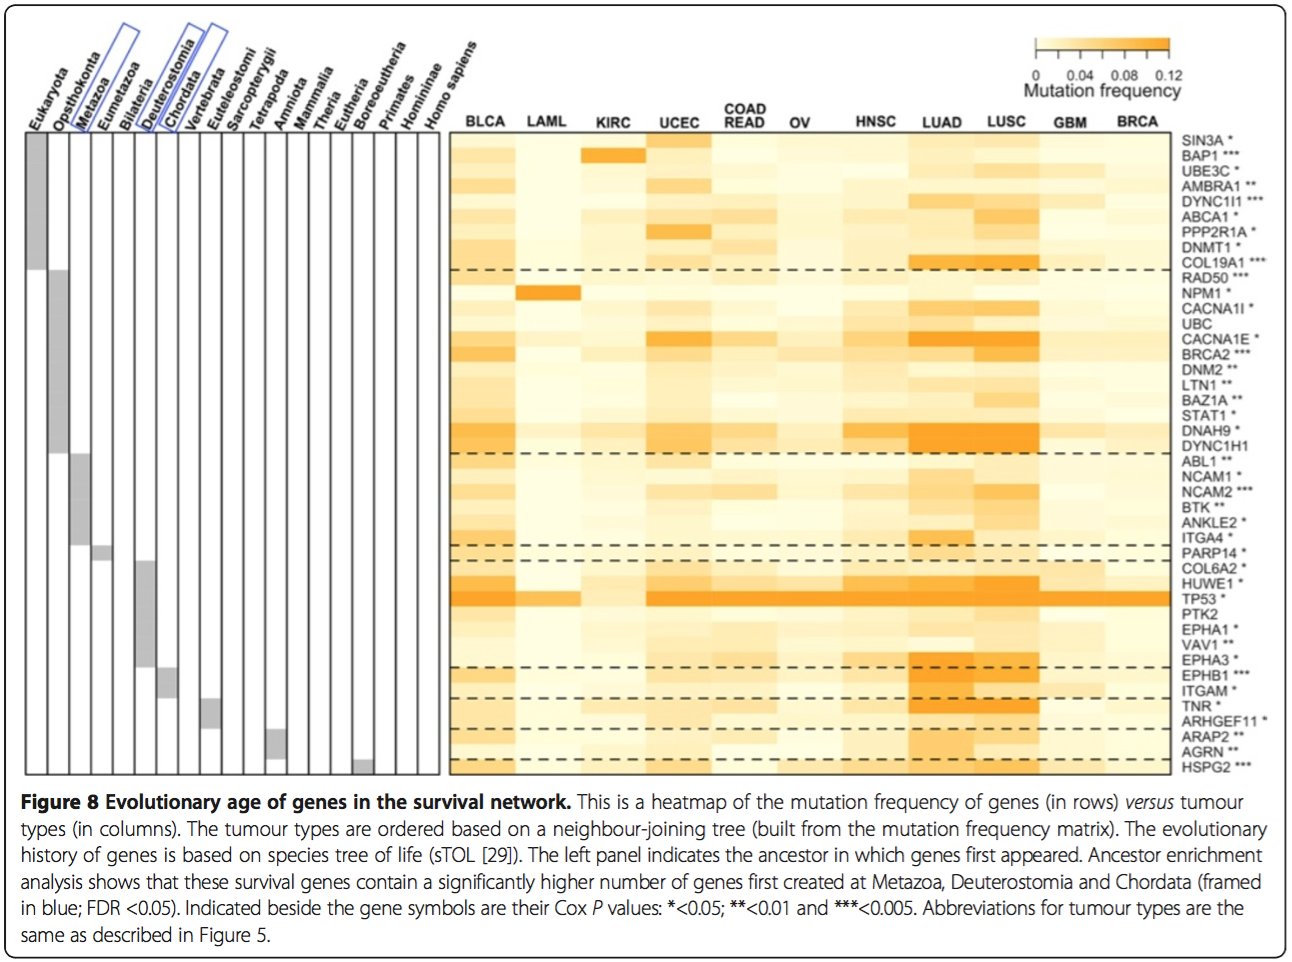 Eukaryota
Opsthokonta
Metazoa
Eumetazoa
Bilateria
Deuterostomia
Chordata
Vertebrata
Euteleostomi
Sarcopterygii
Tetrapoda
Amniota
Mammalia
Theria
Eutheria
Boreoeutheria
Primates
Homininae
Homo sapiens
0 0.04 0.08 0.12
Mutation frequency
BLCA LAML KIRC UCEC COAD READ OV HNSC LUAD LUSC GBM BRCA
SIN3A *
BAP1 ***
UBE3C *
AMBRA1 **
DYNC1I1 ***
ABCA1 *
PPP2R1A *
DNMT1 *
COL19A1 ***
RAD50 ***
NPM1 *
CACNA1I *
UBC
CACNA1E *
BRCA2 ***
DNM2 **
LTN1 **
BAZ1A **
STAT1 *
DNAH9 *
DYNC1H1
ABL1 **
NCAM1 *
NCAM2 ***
BTK **
ANKLE2 *
ITGA4 *
PARP14 *
COL6A2 *
HUWE1 *
TP53 *
PTK2
EPHA1 *
VAV1 **
EPHA3 *
EPHB1 ***
ITGAM *
TNR *
ARHGEF11 *
ARAP2 **
AGRN **
HSPG2 ***
Figure 8 Evolutionary age of genes in the survival network. This is a heatmap of the mutation frequency of genes (in rows) versus tumour
types (in columns). The tumour types are ordered based on a neighbour-joining tree (built from the mutation frequency matrix). The evolutionary
history of genes is based on species tree of life (sTOL [29]). The left panel indicates the ancestor in which genes first appeared. Ancestor enrichment
analysis shows that these survival genes contain a significantly higher number of genes first created at Metazoa, Deuterostomia and Chordata (framed
in blue; FDR <0.05). Indicated beside the gene symbols are their Cox P values: *<0.05; **<0.01 and ***<0.005. Abbreviations for tumour types are the
same as described in Figure 5.